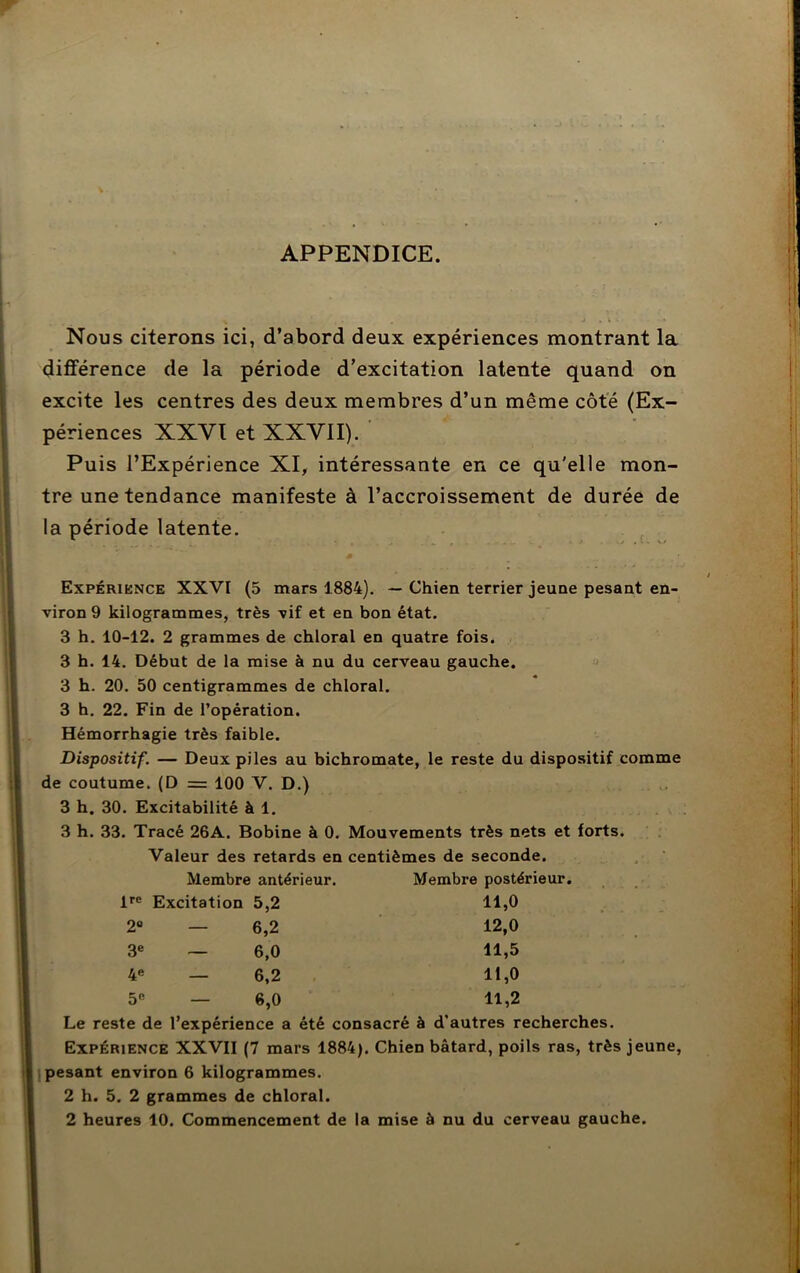 APPENDICE.
Nous citerons ici, d’abord deux expériences montrant la
différence de la période d’excitation latente quand on
excite les centres des deux membres d’un même côté (Ex-
périences XXVI et XXVII).
Puis l’Expérience XI, intéressante en ce qu'elle mon-
tre une tendance manifeste à l’accroissement de durée de
la période latente.
EXPÉRIENCE XXVI (5 mars 1884). — Chien terrier jeune pesant en-
viron 9 kilogrammes, très vif et en bon état.
3 h. 10-12. 2 grammes de chloral en quatre fois.
3 h. 14. Début de la mise à nu du cerveau gauche.
3 h. 20. 50 centigrammes de chloral.
3 h. 22. Fin de l’opération.
Hémorrhagie très faible.
Dispositif. — Deux piles au bichromate, le reste du dispositif comme
de coutume. (D = 100 V. D.)
3 h. 30. Excitabilité à 1.
3 h. 33. Tracé 26A. Bobine à 0. Mouvements très nets et forts.
Valeur des retards en centièmes de seconde.
Membre antérieur. Membre postérieur.
1re Excitation 5,2 11,0
2e — 6,2 12,0
3e — 6,0 11,5
4e — 6,2 11,0
5e — 6,0 11,2
Le reste de l’expérience a été consacré à d'autres recherches.
EXPÉRIENCE XXVII (7 mars 1884). Chien bâtard, poils ras, très jeune,
pesant environ 6 kilogrammes.
2 h. 5. 2 grammes de chloral.
2 heures 10. Commencement de la mise à nu du cerveau gauche.